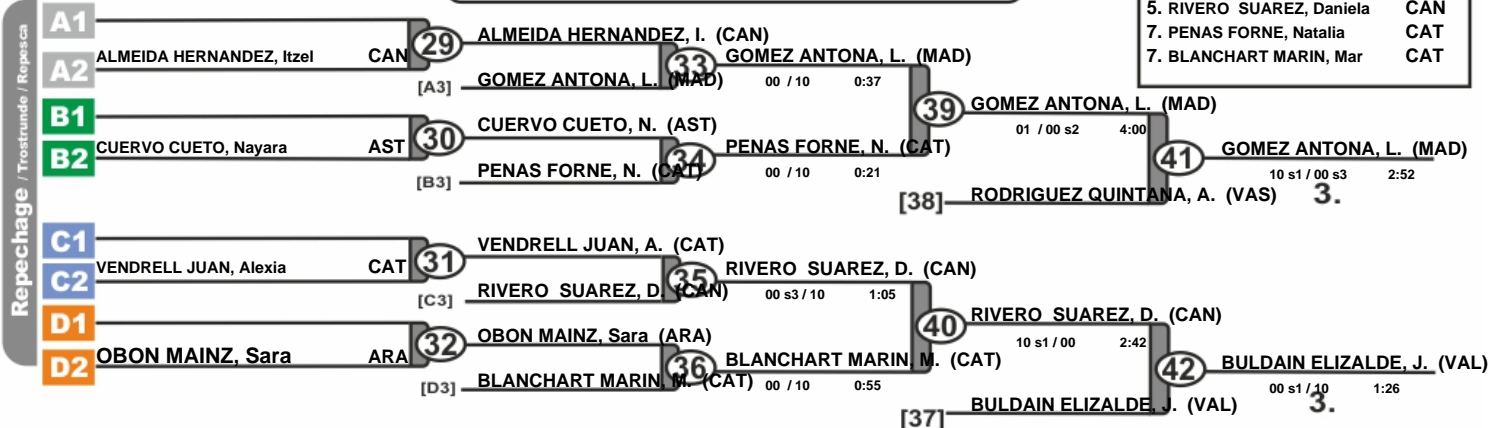 Repechage / Trostrunde / Repesca
5. RIVERO SUAREZ, Daniela CAN
7. PENAS FORNE, Natalia CAT
7. BLANCHART MARIN, Mar CAT
A1
A2 ALMEIDA HERNANDEZ, Itzel CAN
29
B1
B2 CUERVO CUETO, Nayara AST
30
C1
C2 VENDRELL JUAN, Alexia CAT
31
D1
D2 OBON MAINZ, Sara ARA
32
ALMEIDA HERNANDEZ, I. (CAN)
[A3] GOMEZ ANTONA, L. (MAD)
33
CUERVO CUETO, N. (AST)
[B3] PENAS FORNE, N. (CAT)
34
VENDRELL JUAN, A. (CAT)
[C3] RIVERO SUAREZ, D. (CAN)
35
OBON MAINZ, Sara (ARA)
[D3] BLANCHART MARIN, M. (CAT)
36
GOMEZ ANTONA, L. (MAD)
00 / 10 0:37
PENAS FORNE, N. (CAT)
00 / 10 0:21
39
RIVERO SUAREZ, D. (CAN)
00 s3 / 10 1:05
BLANCHART MARIN, M. (CAT)
00 / 10 0:55
40
GOMEZ ANTONA, L. (MAD)
01 / 00 s2 4:00
[38] RODRIGUEZ QUINTANA, A. (VAS)
41
RIVERO SUAREZ, D. (CAN)
10 s1 / 00 2:42
[37] BULDAIN ELIZALDE, J. (VAL)
42
GOMEZ ANTONA, L. (MAD)
10 s1 / 00 s3 2:52
3.
BULDAIN ELIZALDE, J. (VAL)
00 s1 / 10 1:26
3.